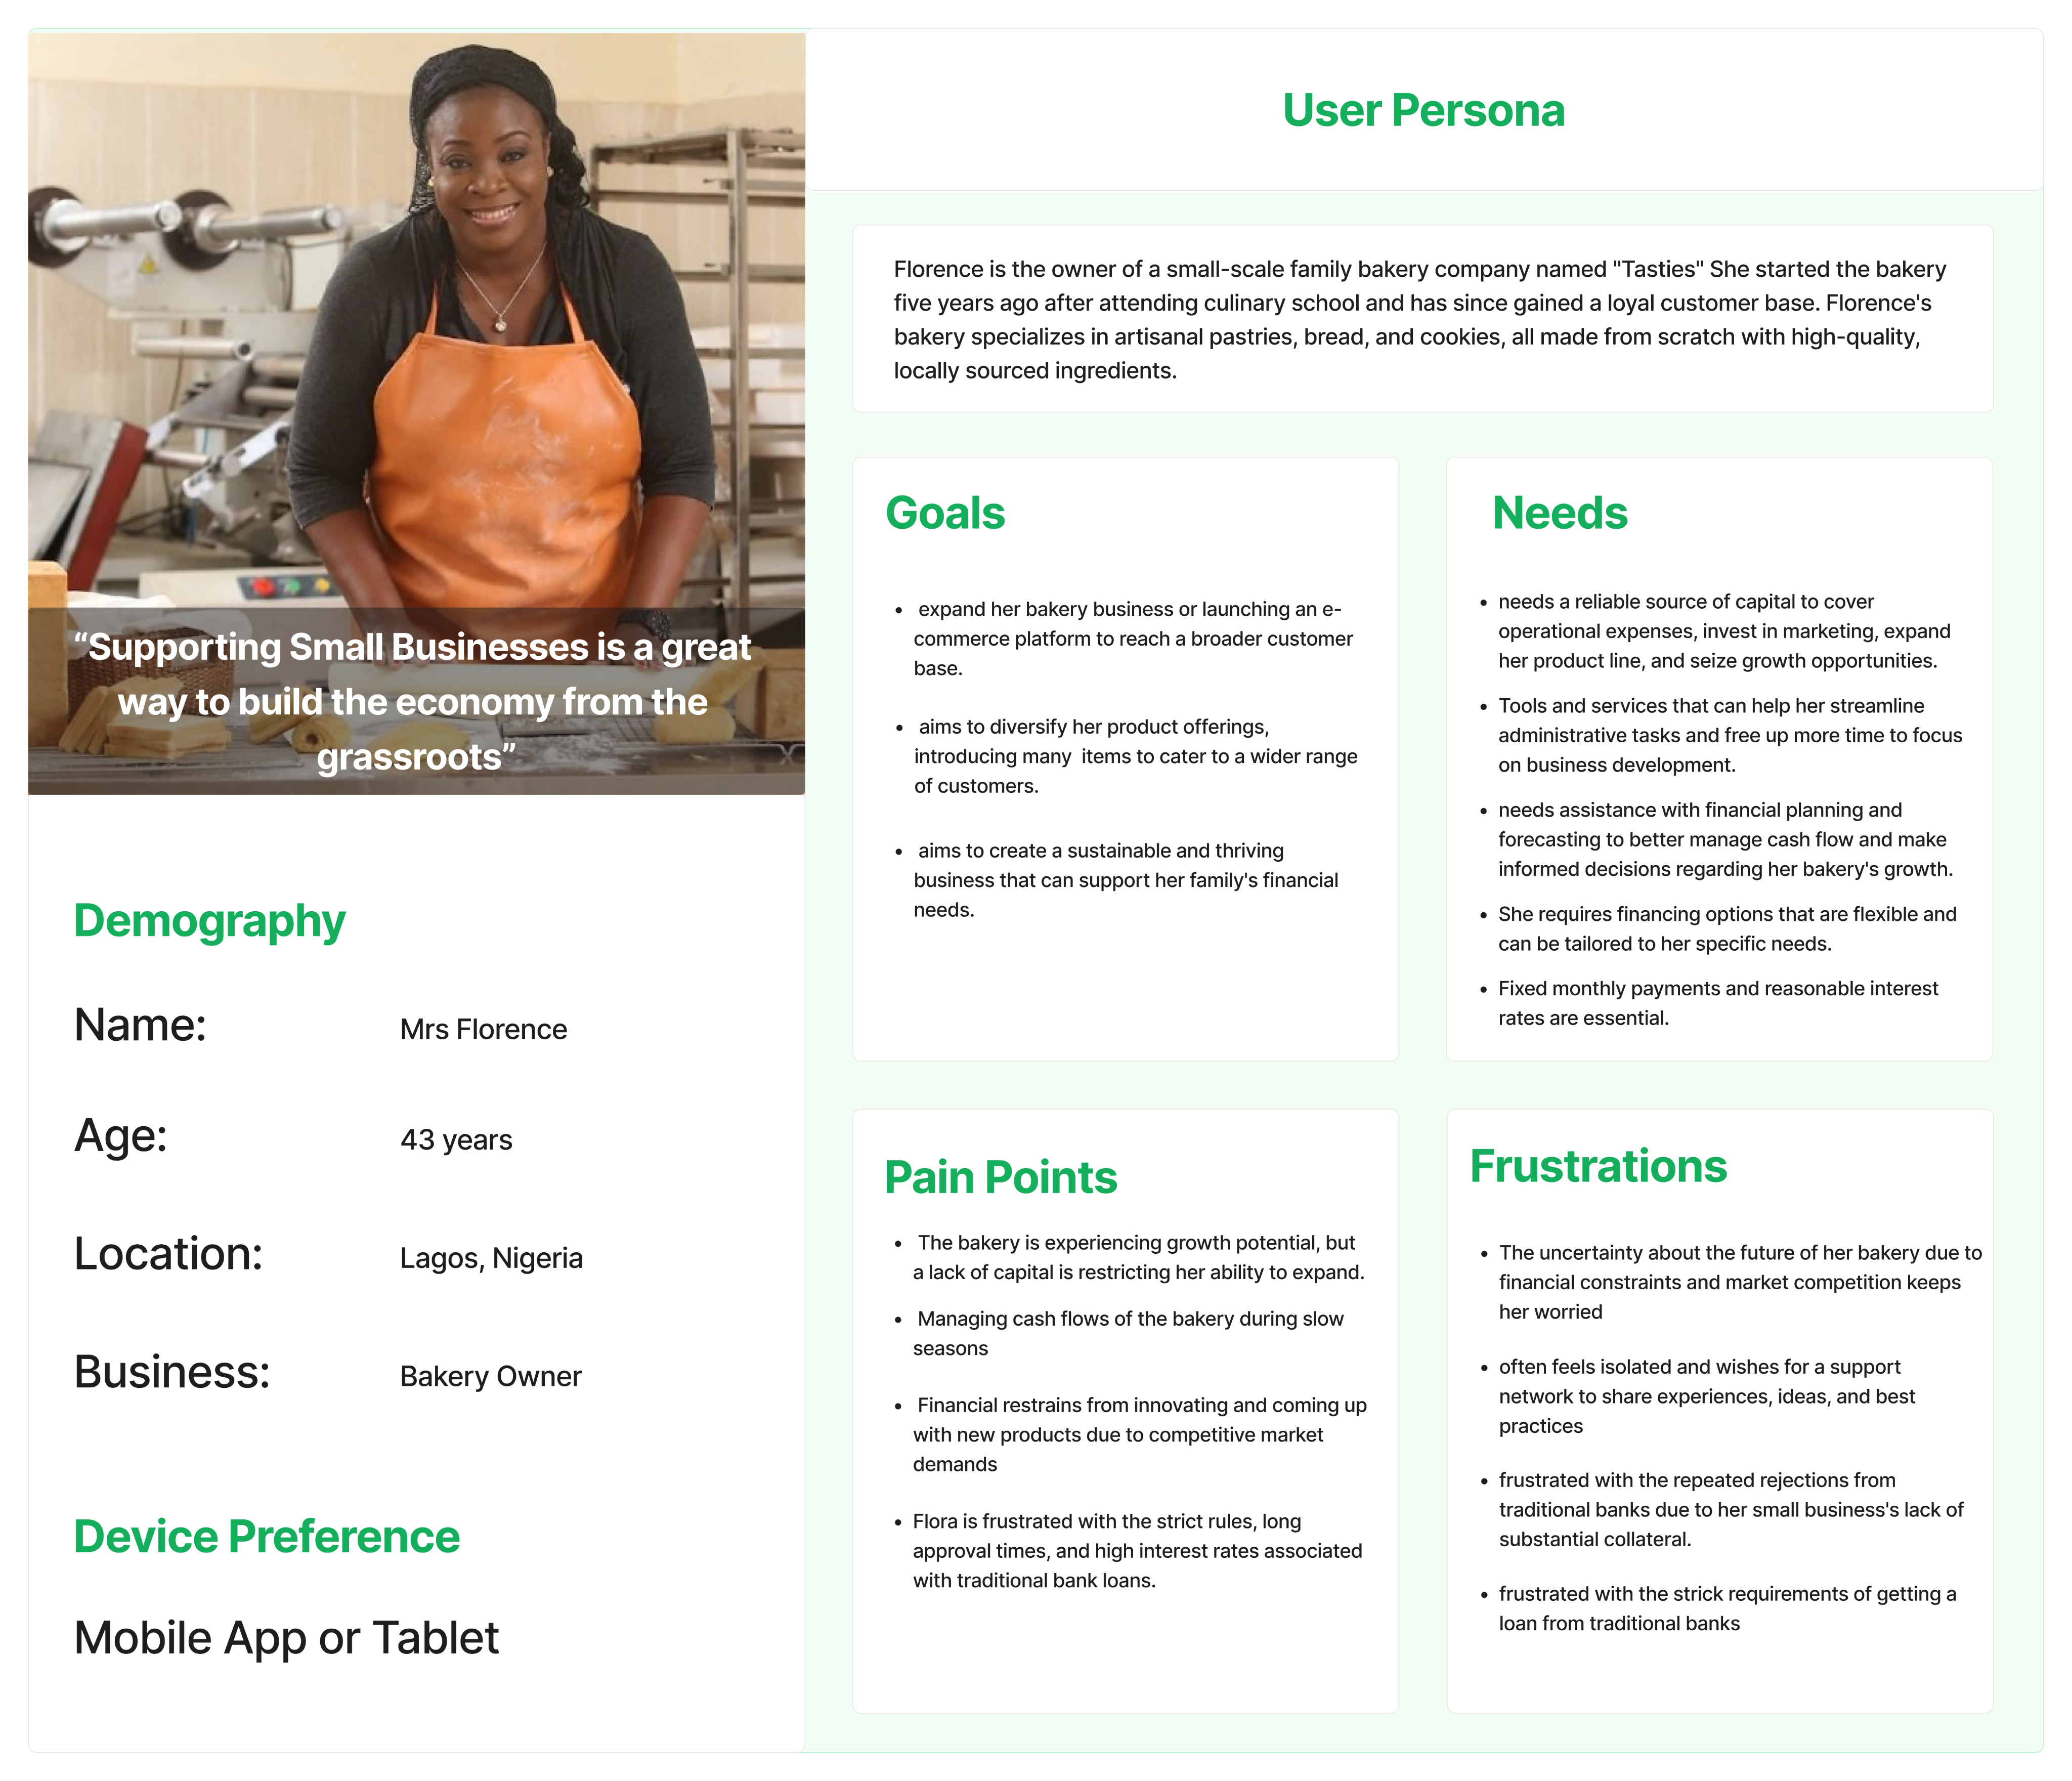 “Supporting Small Businesses is a great
way to build the economy from the
grassroots”
Demography
Name: Mrs Florence
Age: 43 years
Location: Lagos, Nigeria
Business: Bakery Owner
Device Preference
Mobile App or Tablet
User Persona
Florence is the owner of a small-scale family bakery company named "Tasties" She started the bakery
five years ago after attending culinary school and has since gained a loyal customer base. Florence's
bakery specializes in artisanal pastries, bread, and cookies, all made from scratch with high-quality,
locally sourced ingredients.
Goals
• expand her bakery business or launching an e-
commerce platform to reach a broader customer
base.
• aims to diversify her product offerings,
introducing many  items to cater to a wider range
of customers.
• aims to create a sustainable and thriving
business that can support her family's financial
needs.
Needs
• needs a reliable source of capital to cover
operational expenses, invest in marketing, expand
her product line, and seize growth opportunities.
• Tools and services that can help her streamline
administrative tasks and free up more time to focus
on business development.
• needs assistance with financial planning and
forecasting to better manage cash flow and make
informed decisions regarding her bakery's growth.
• She requires financing options that are flexible and
can be tailored to her specific needs.
• Fixed monthly payments and reasonable interest
rates are essential.
Pain Points
• The bakery is experiencing growth potential, but
a lack of capital is restricting her ability to expand.
• Managing cash flows of the bakery during slow
seasons
• Financial restrains from innovating and coming up
with new products due to competitive market
demands
• Flora is frustrated with the strict rules, long
approval times, and high interest rates associated
with traditional bank loans.
Frustrations
• The uncertainty about the future of her bakery due to
financial constraints and market competition keeps
her worried
• often feels isolated and wishes for a support
network to share experiences, ideas, and best
practices
• frustrated with the repeated rejections from
traditional banks due to her small business's lack of
substantial collateral.
• frustrated with the strick requirements of getting a
loan from traditional banks